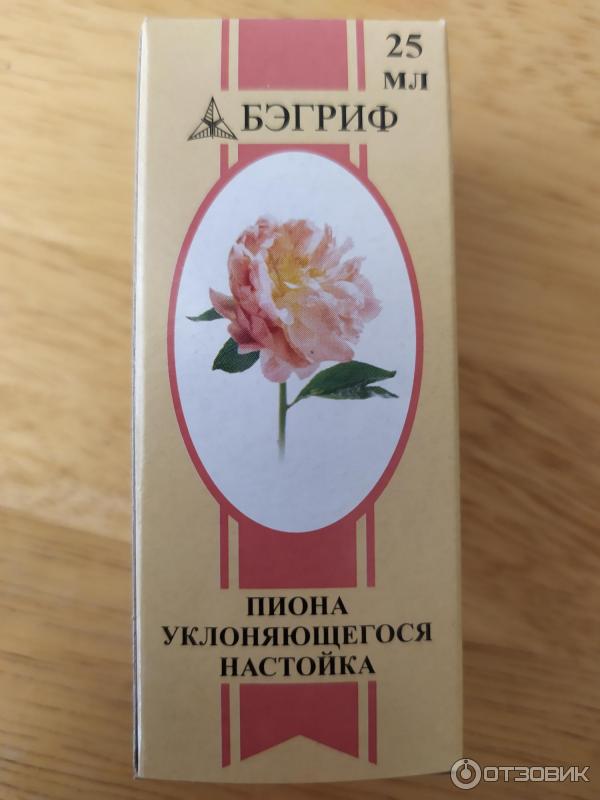 25
МЛ
БЭГРИФ
ПИОНА
УКЛОНЯЮЩЕГОСЯ
НАСТОЙКА
ОТЗОВИК